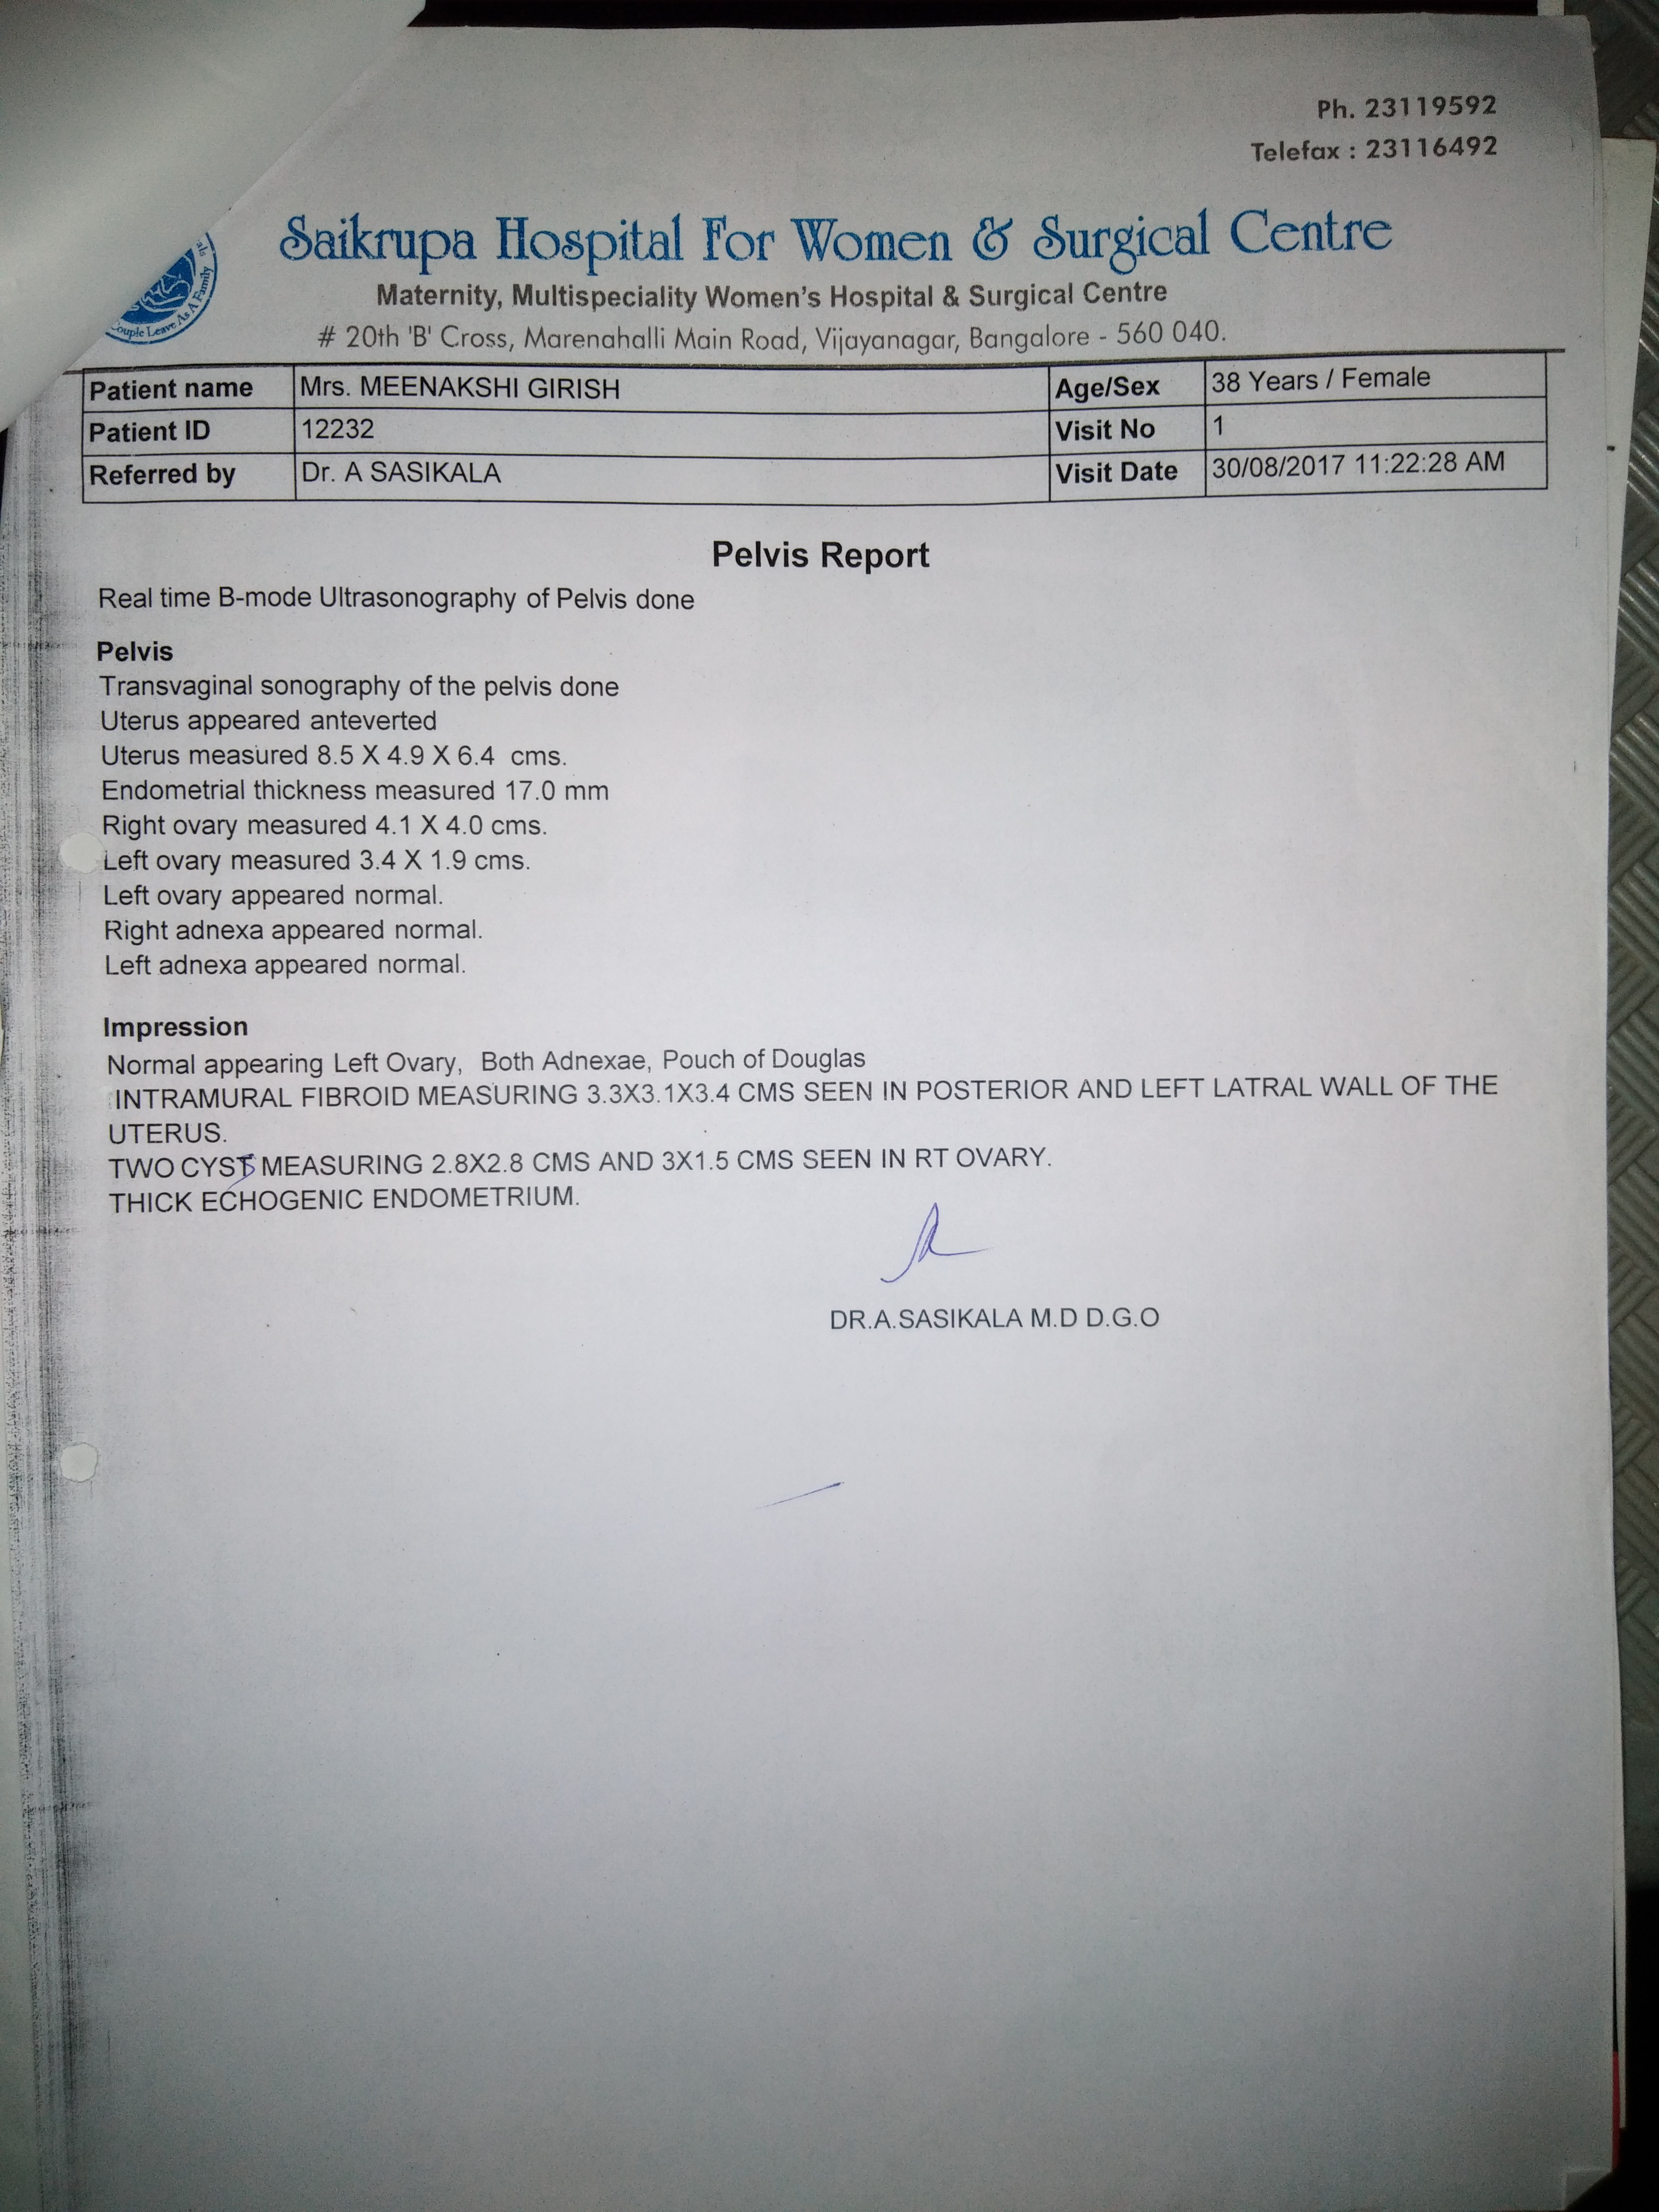 Ph. 23119592
Telefax : 23116492
Saikrupa Hospital For Women & Surgical Centre
Maternity, Multispeciality Women's Hospital & Surgical Centre
# 20th 'B' Cross, Marenahalli Main Road, Vijayanagar, Bangalore - 560 040.
Couple Leave As A Family
Patient name Mrs. MEENAKSHI GIRISH Age/Sex 38 Years / Female
Patient ID 12232 Visit No 1
Referred by Dr. A SASIKALA Visit Date 30/08/2017 11:22:28 AM
Pelvis Report
Real time B-mode Ultrasonography of Pelvis done
Pelvis
Transvaginal sonography of the pelvis done
Uterus appeared anteverted
Uterus measured 8.5 X 4.9 X 6.4 cms.
Endometrial thickness measured 17.0 mm
Right ovary measured 4.1 X 4.0 cms.
Left ovary measured 3.4 X 1.9 cms.
Left ovary appeared normal.
Right adnexa appeared normal.
Left adnexa appeared normal.
Impression
Normal appearing Left Ovary, Both Adnexae, Pouch of Douglas
INTRAMURAL FIBROID MEASURING 3.3X3.1X3.4 CMS SEEN IN POSTERIOR AND LEFT LATRAL WALL OF THE
UTERUS.
TWO CYSTS MEASURING 2.8X2.8 CMS AND 3X1.5 CMS SEEN IN RT OVARY.
THICK ECHOGENIC ENDOMETRIUM.
DR.A.SASIKALA M.D D.G.O